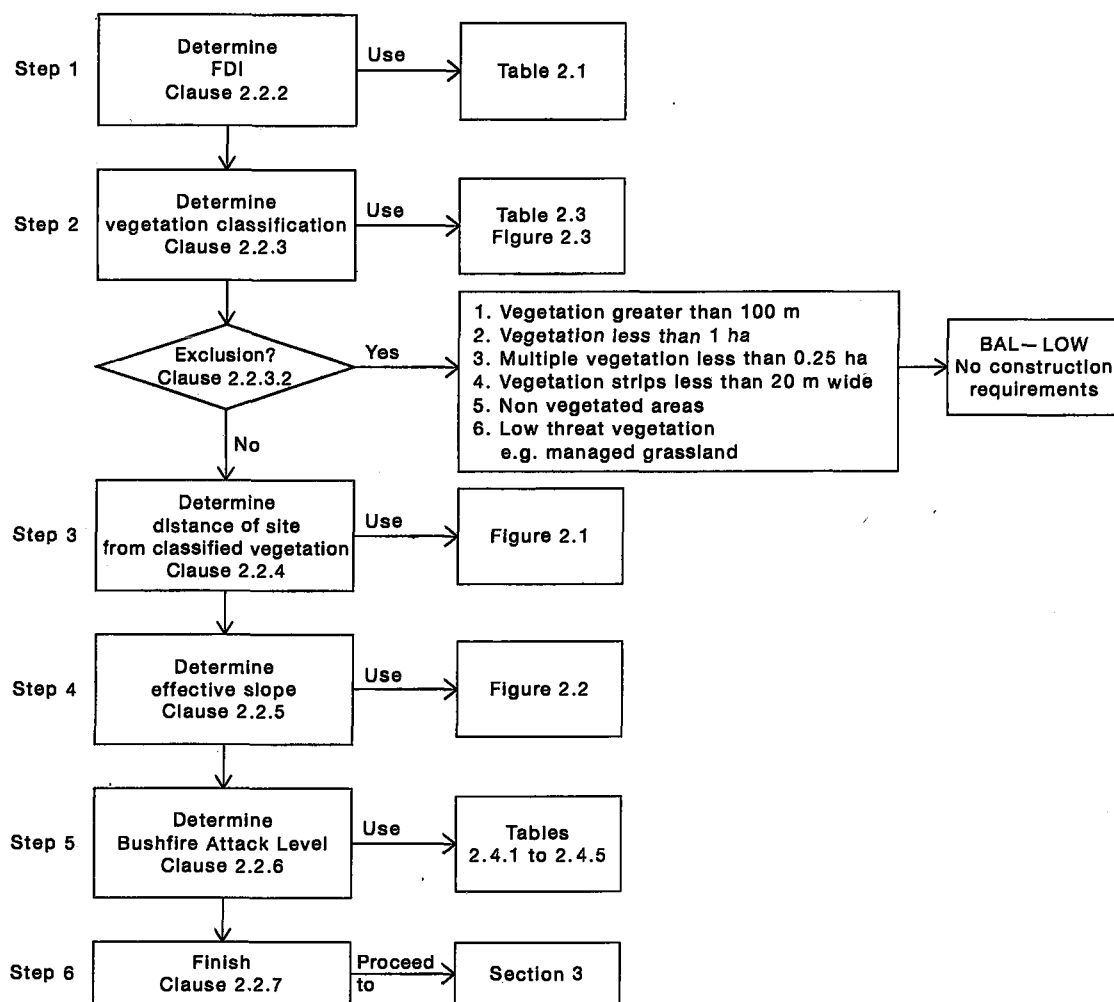 Step 1
Determine
FDI
Clause 2.2.2
Use
Table 2.1
Step 2
Determine
vegetation classification
Clause 2.2.3
Use
Table 2.3
Figure 2.3
Exclusion?
Clause 2.2.3.2
Yes
1. Vegetation greater than 100 m
2. Vegetation less than 1 ha
3. Multiple vegetation less than 0.25 ha
4. Vegetation strips less than 20 m wide
5. Non vegetated areas
6. Low threat vegetation
e.g. managed grassland
BAL–LOW
No construction
requirements
No
Step 3
Determine
distance of site
from classified vegetation
Clause 2.2.4
Use
Figure 2.1
Step 4
Determine
effective slope
Clause 2.2.5
Use
Figure 2.2
Step 5
Determine
Bushfire Attack Level
Clause 2.2.6
Use
Tables
2.4.1 to 2.4.5
Step 6
Finish
Clause 2.2.7
Proceed
to
Section 3